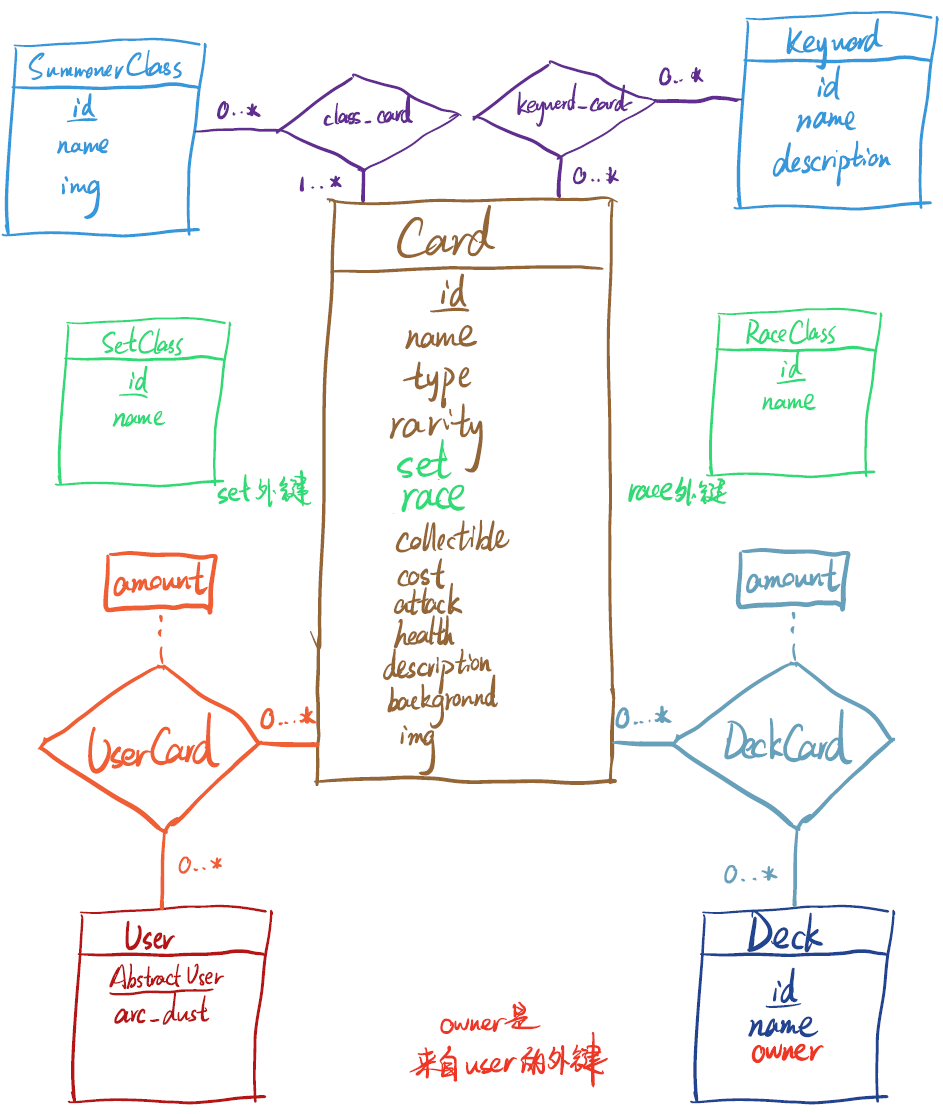 SummonerClass
id
name
img
0..*
class_card
1..*
keyword_card
0..*
0..*
Keyword
id
name
description
Card
id
name
type
rarity
set
race
collectible
cost
attack
health
description
background
img
SetClass
id
name
set外键
RaceClass
id
name
race外键
amount
UserCard
0...*
0..*
amount
DeckCard
0...*
0..*
User
AbstractUser
arc_dust
owner是
来自user的外键
Deck
id
name
owner